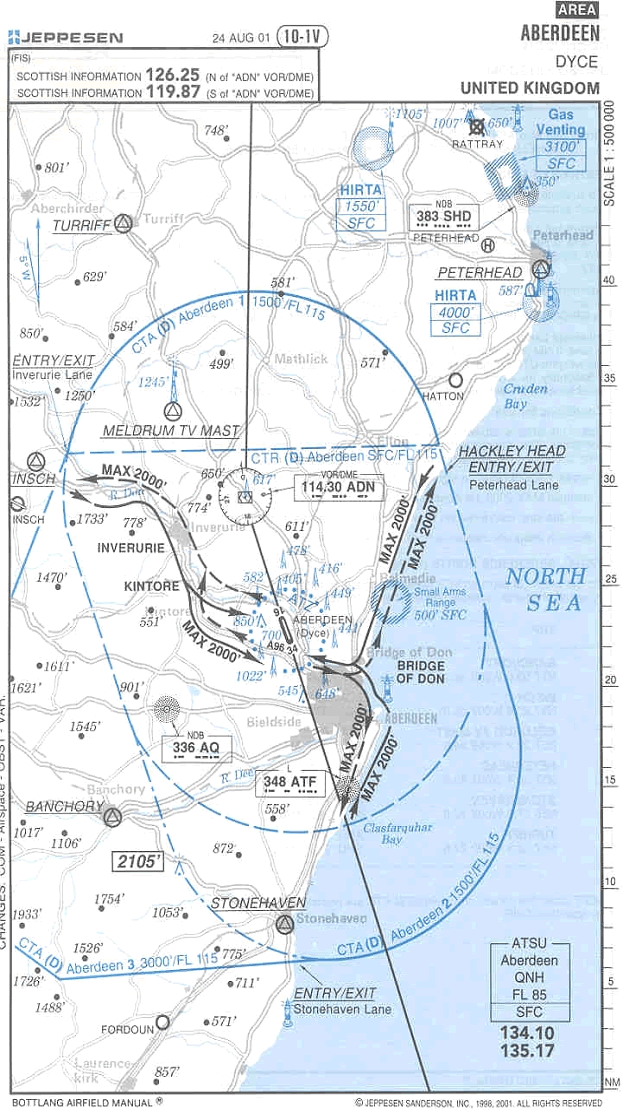 AREA
JEPPESEN
24 AUG 01 10-1V
ABERDEEN
DYCE
UNITED KINGDOM
(FIS)
SCOTTISH INFORMATION 126.25 (N of "ADN" VOR/DME)
SCOTTISH INFORMATION 119.87 (S of "ADN" VOR/DME)
SCALE 1 : 500 000
748'
1105'
1007'
650'
RATTRAY
Gas
Venting
3100'
SFC
801'
HIRTA
1550'
SFC
350'
Aberchirder
NDB
383 SHD
TURRIFF
Turriff
PETERHEAD
H
Peterhead
5°W
629'
581'
PETERHEAD
40
587'
HIRTA
4000'
SFC
CTA (D) Aberdeen 1 1500'/FL115
584'
850'
ENTRY/EXIT
Inverurie Lane
499'
Methlick
571'
1245'
1250'
1532'
35
HATTON
Cruden
Bay
MELDRUM TV MAST
Ellon
CTR (D) Aberdeen SFC/FL115
HACKLEY HEAD
ENTRY/EXIT
Peterhead Lane
INSCH
MAX 2000'
650'
617'
VOR/DME
114.30 ADN
30
R. Don
774'
INSCH
1733'
778'
Inverurie
611'
MAX 2000'
MAX 2000'
INVERURIE
478'
416'
582
405'
1470'
KINTORE
449'
Balmedia
Small Arms
Range
500' SFC
NORTH
SEA
25
551'
Kintore
16
850'
ABERDEEN
(Dyce)
700
A96
34
441'
MAX 2000'
1022'
Bridge of Don
BRIDGE
OF DON
1611'
1621'
901'
545'
648'
20
1545'
Bieldside
ABERDEEN
NDB
336 AQ
MAX 2000'
MAX 2000'
R. Dee
L
348 ATF
Banchory
BANCHORY
15
1017'
1106'
558'
Clasfarquhar
Bay
872'
2105'
1754'
1053'
STONEHAVEN
Stonehaven
10
1933'
CTA (D) Aberdeen 2 1500'/FL115
CTA (D) Aberdeen 3 3000'/FL 115
1526'
775'
1726'
711'
1488'
ENTRY/EXIT
Stonehaven Lane
ATSU
Aberdeen
QNH
FL 85
SFC
134.10
135.17
5
FORDOUN
571'
Laurence-
kirk
857'
NM
CHANGES: COM - Airspace - OBST - VAR.
BOTTLANG AIRFIELD MANUAL ®
© JEPPESEN SANDERSON, INC., 1998, 2001. ALL RIGHTS RESERVED